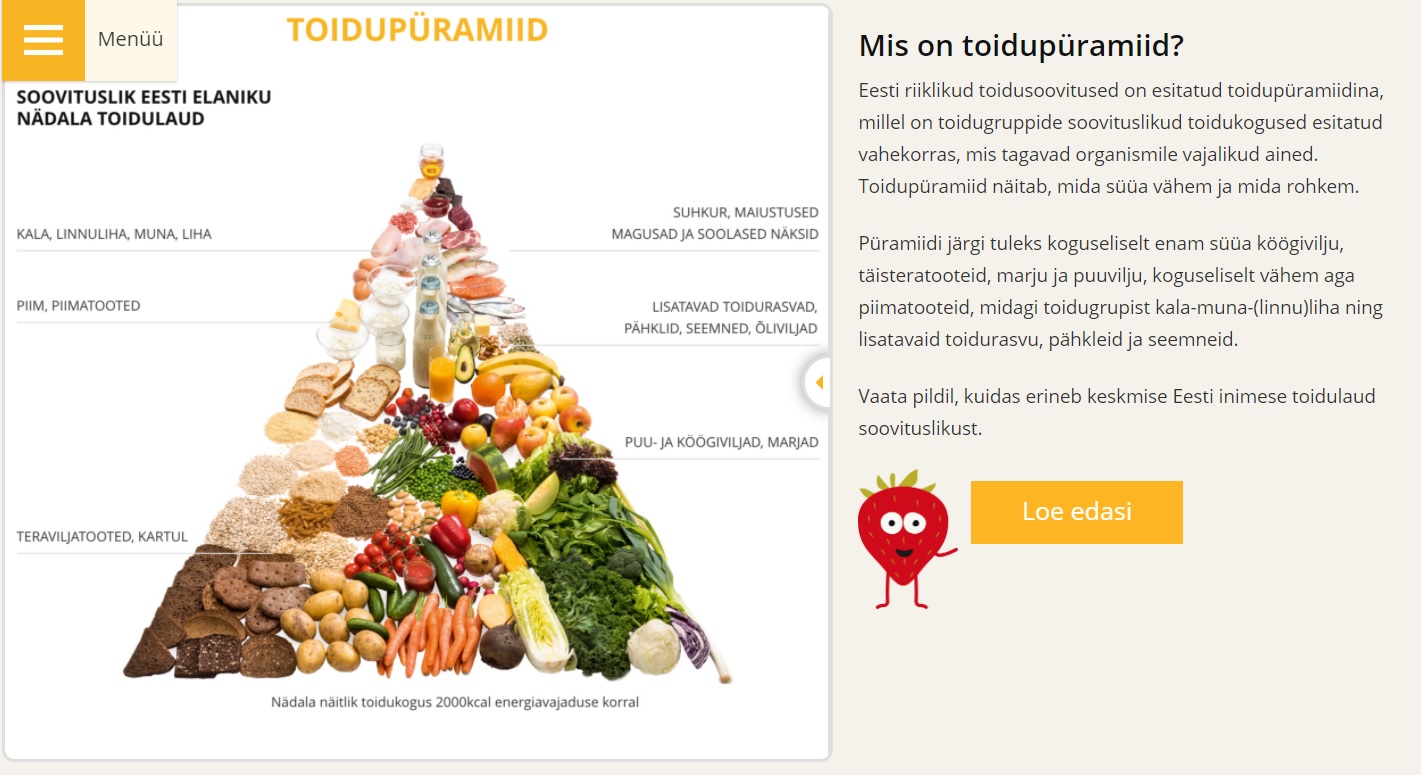 Menüü
TOIDUPÜRAMIID
SOOVITUSLIK EESTI ELANIKU
NÄDALA TOIDULAUD
KALA, LINNULIHA, MUNA, LIHA
PIIM, PIIMATOOTED
TERAVILJATOOTED, KARTUL
SUHKUR, MAIUSTUSED
MAGUSAD JA SOOLASED NÄKSID
LISATAVAD TOIDURASVAD,
PÄHKLID, SEEMNED, ÕLIVILJAD
PUU- JA KÖÖGIVILJAD, MARJAD
Nädala näitlik toidukogus 2000kcal energiavajaduse korral
Mis on toidupüramiid?
Eesti riiklikud toidusoovitused on esitatud toidupüramiidina,
millel on toidugruppide soovituslikud toidukogused esitatud
vahekorras, mis tagavad organismile vajalikud ained.
Toidupüramiid näitab, mida süüa vähem ja mida rohkem.
Püramiidi järgi tuleks koguseliselt enam süüa köögivilju,
täisteratooteid, marju ja puuvilju, koguseliselt vähem aga
piimatooteid, midagi toidugrupist kala-muna-(linnu)liha ning
lisatavaid toidurasvu, pähkleid ja seemneid.
Vaata pildil, kuidas erineb keskmise Eesti inimese toidulaud
soovituslikust.
Loe edasi